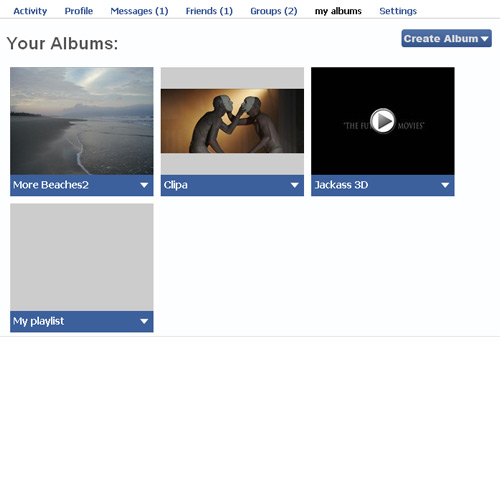 Activity Profile Messages (1) Friends (1) Groups (2) my albums Settings
Your Albums:
Create Album
"THE FU MOVIES"
More Beaches2
Clipa
Jackass 3D
My playlist